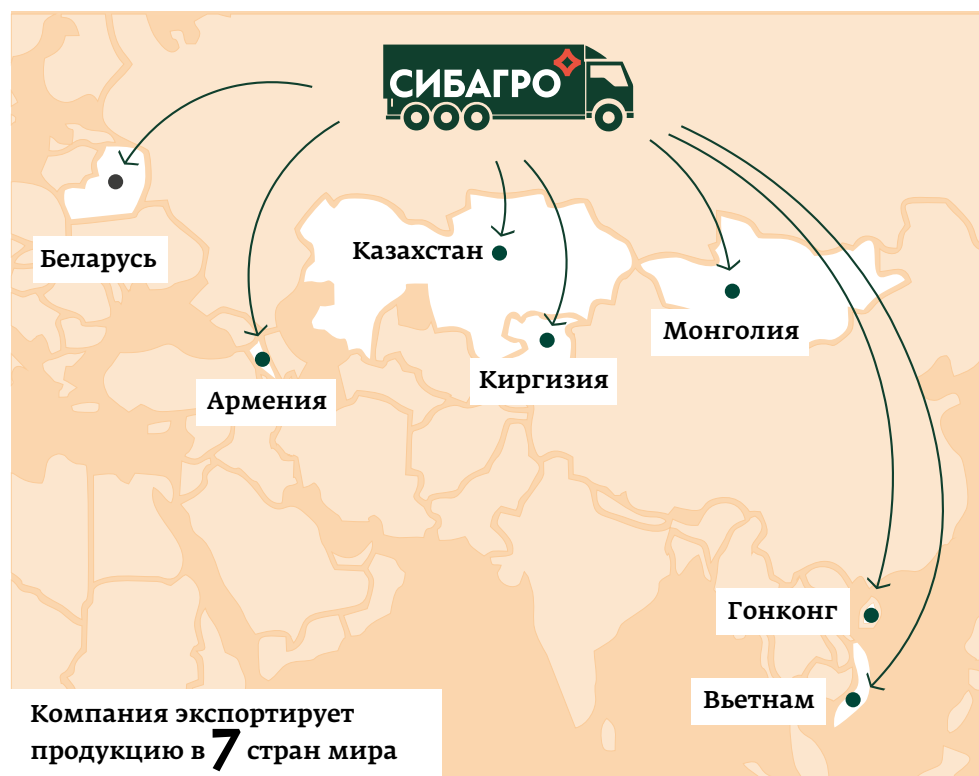 СИБАГРО
Беларусь
Казахстан
Монголия
Киргизия
Армения
Гонконг
Вьетнам
Компания экспортирует
продукцию в 7 стран мира